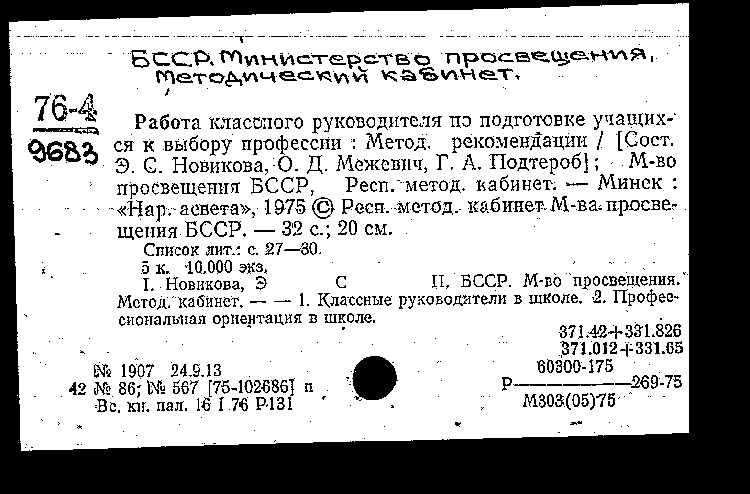 БССР. Министерство просвещения.
Методический кабинет.
76-4
9683
Работа классного руководителя по подготовке учащих-
ся к выбору профессии : Метод. рекомендации / [Сост.
Э. С. Новикова, О. Д. Межевич, Г. А. Подтероб] ; М-во
просвещения БССР, Респ. метод. кабинет. — Минск :
«Нар. асвета», 1975 © Респ. метод. кабинет М-ва просве-
щения БССР. — 32 с.; 20 см.
Список лит.: с. 27—30.
5 к. 10.000 экз.
I. Новикова, Э С II. БССР. М-во просвещения.
Метод. кабинет. — — 1. Классные руководители в школе. 2. Профес-
сиональная ориентация в школе.
371.42+331.826
371.012+331.65
№ 1907 24.9.13
60300-175
42 № 86; № 567 [75-102686] п
Р———269-75
Вс. кн. пал. 16 I 76 Р131
М303(05)75